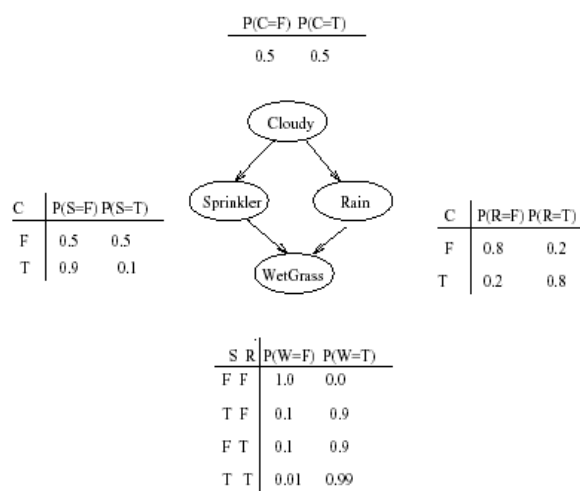 P(C=F) P(C=T)
0.5 0.5
Cloudy
Sprinkler
Rain
WetGrass
C P(S=F) P(S=T)
F 0.5 0.5
T 0.9 0.1
C P(R=F) P(R=T)
F 0.8 0.2
T 0.2 0.8
S R P(W=F) P(W=T)
F F 1.0 0.0
T F 0.1 0.9
F T 0.1 0.9
T T 0.01 0.99